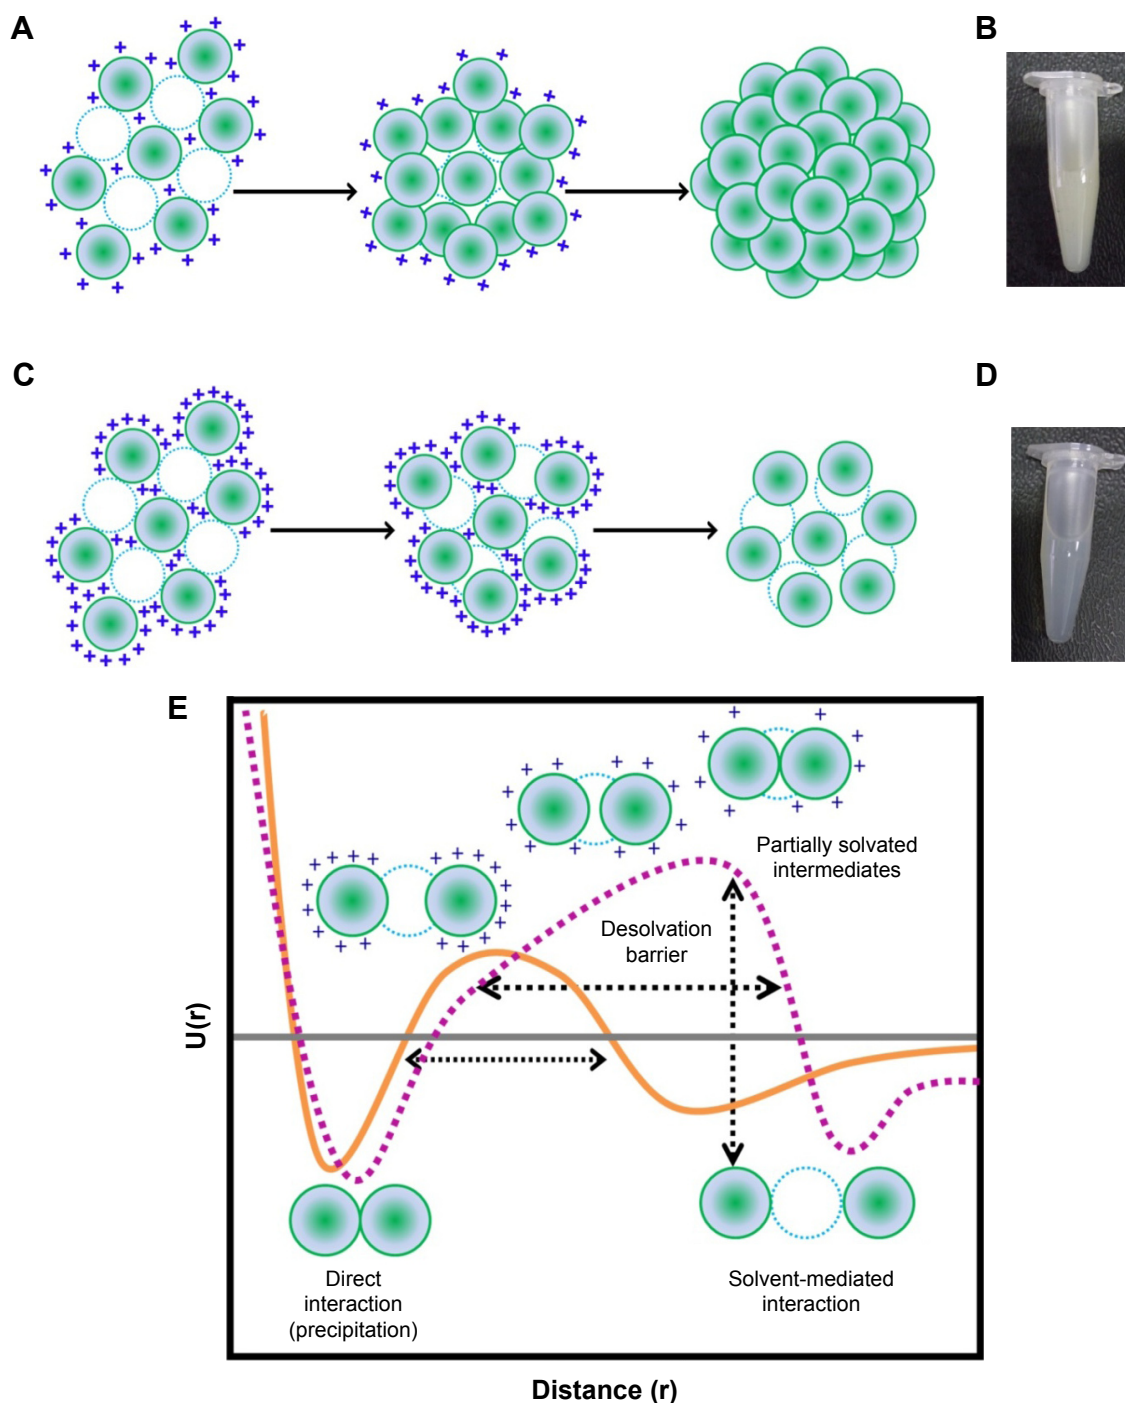 A
B
C
D
E
Partially solvated
intermediates
Desolvation
barrier
U(r)
Direct
interaction
(precipitation)
Solvent-mediated
interaction
Distance (r)